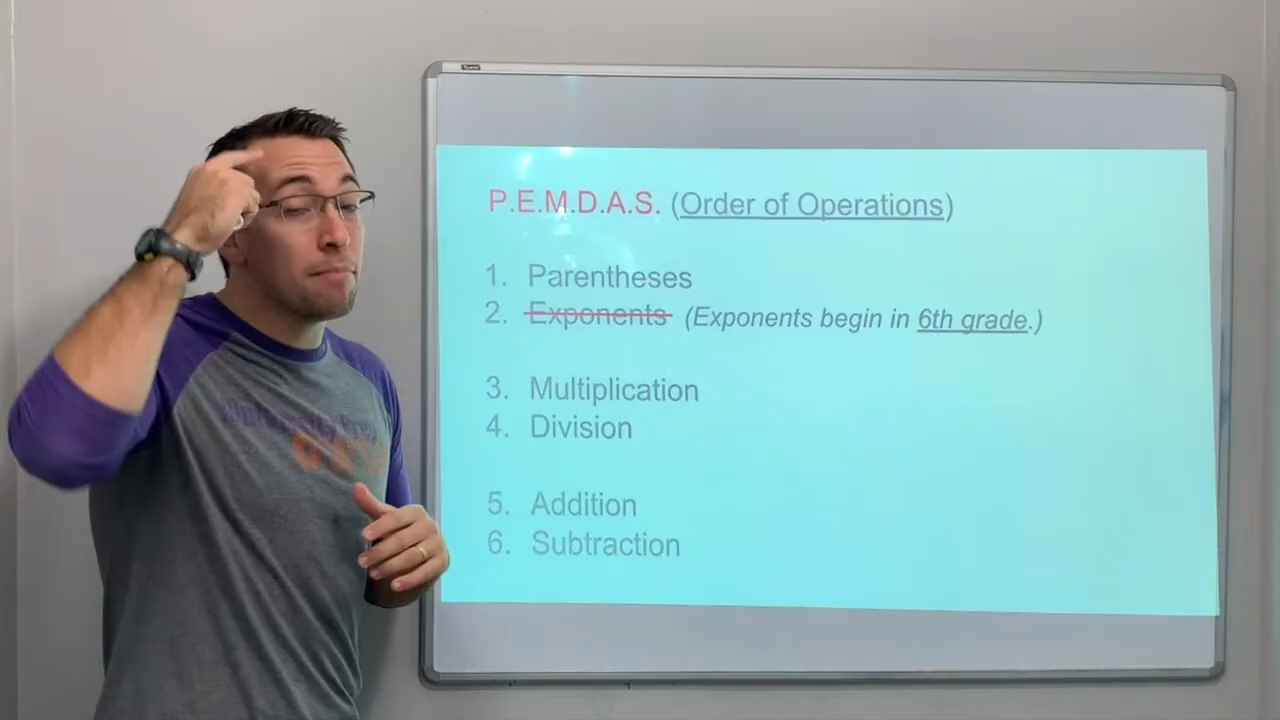 P.E.M.D.A.S. (Order of Operations)
1. Parentheses
2. Exponents (Exponents begin in 6th grade.)
3. Multiplication
4. Division
5. Addition
6. Subtraction